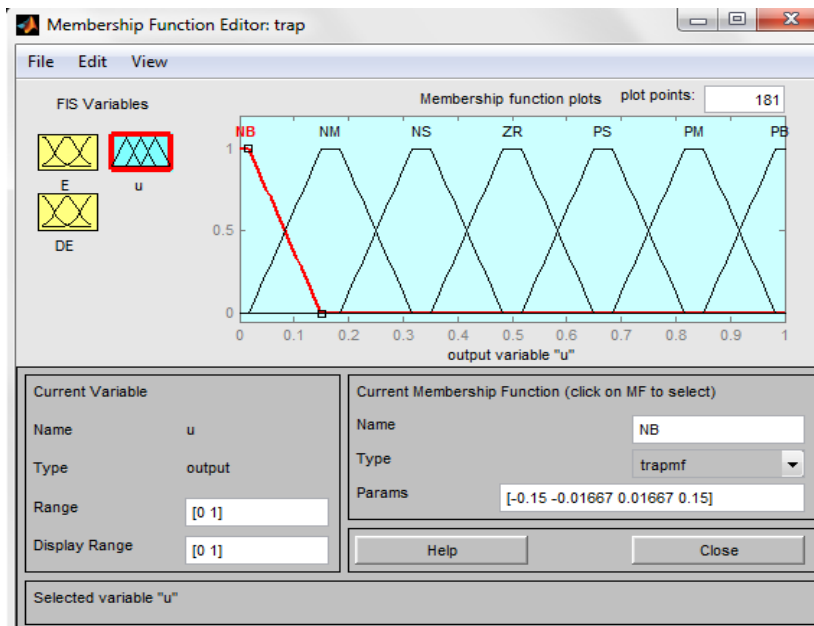 Membership Function Editor: trap
File Edit View
FIS Variables
E
u
DE
Membership function plots
plot points:
181
NB NM NS ZR PS PM PB
1
0.5
0
0 0.1 0.2 0.3 0.4 0.5 0.6 0.7 0.8 0.9 1
output variable "u"
Current Variable
Name u
Type output
Range [0 1]
Display Range [0 1]
Current Membership Function (click on MF to select)
Name NB
Type trapmf
Params [-0.15 -0.01667 0.01667 0.15]
Help Close
Selected variable "u"